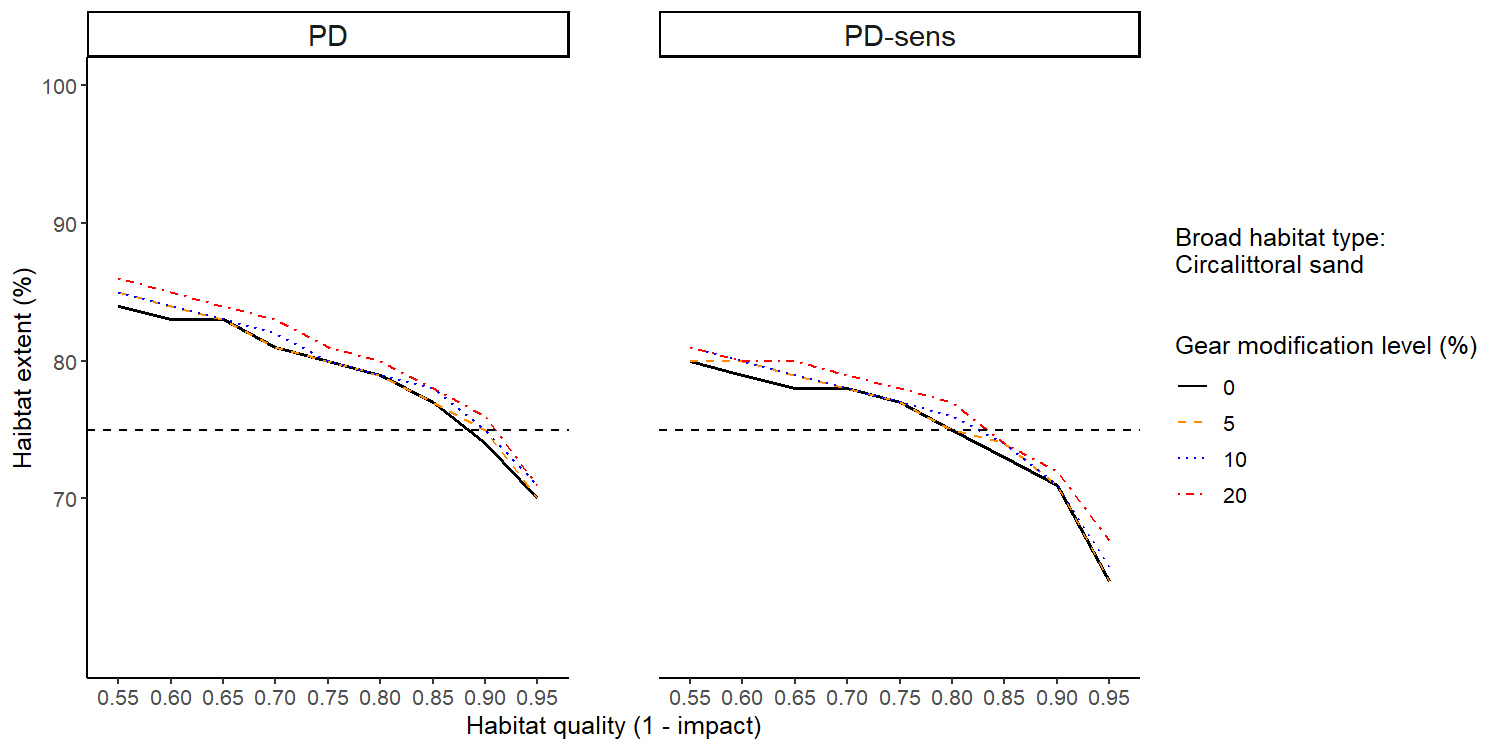 PD
PD-sens
100
90
80
70
Haibtat extent (%)
0.55 0.60 0.65 0.70 0.75 0.80 0.85 0.90 0.95
0.55 0.60 0.65 0.70 0.75 0.80 0.85 0.90 0.95
Habitat quality (1 - impact)
Broad habitat type:
Circalittoral sand
Gear modification level (%)
0
5
10
20